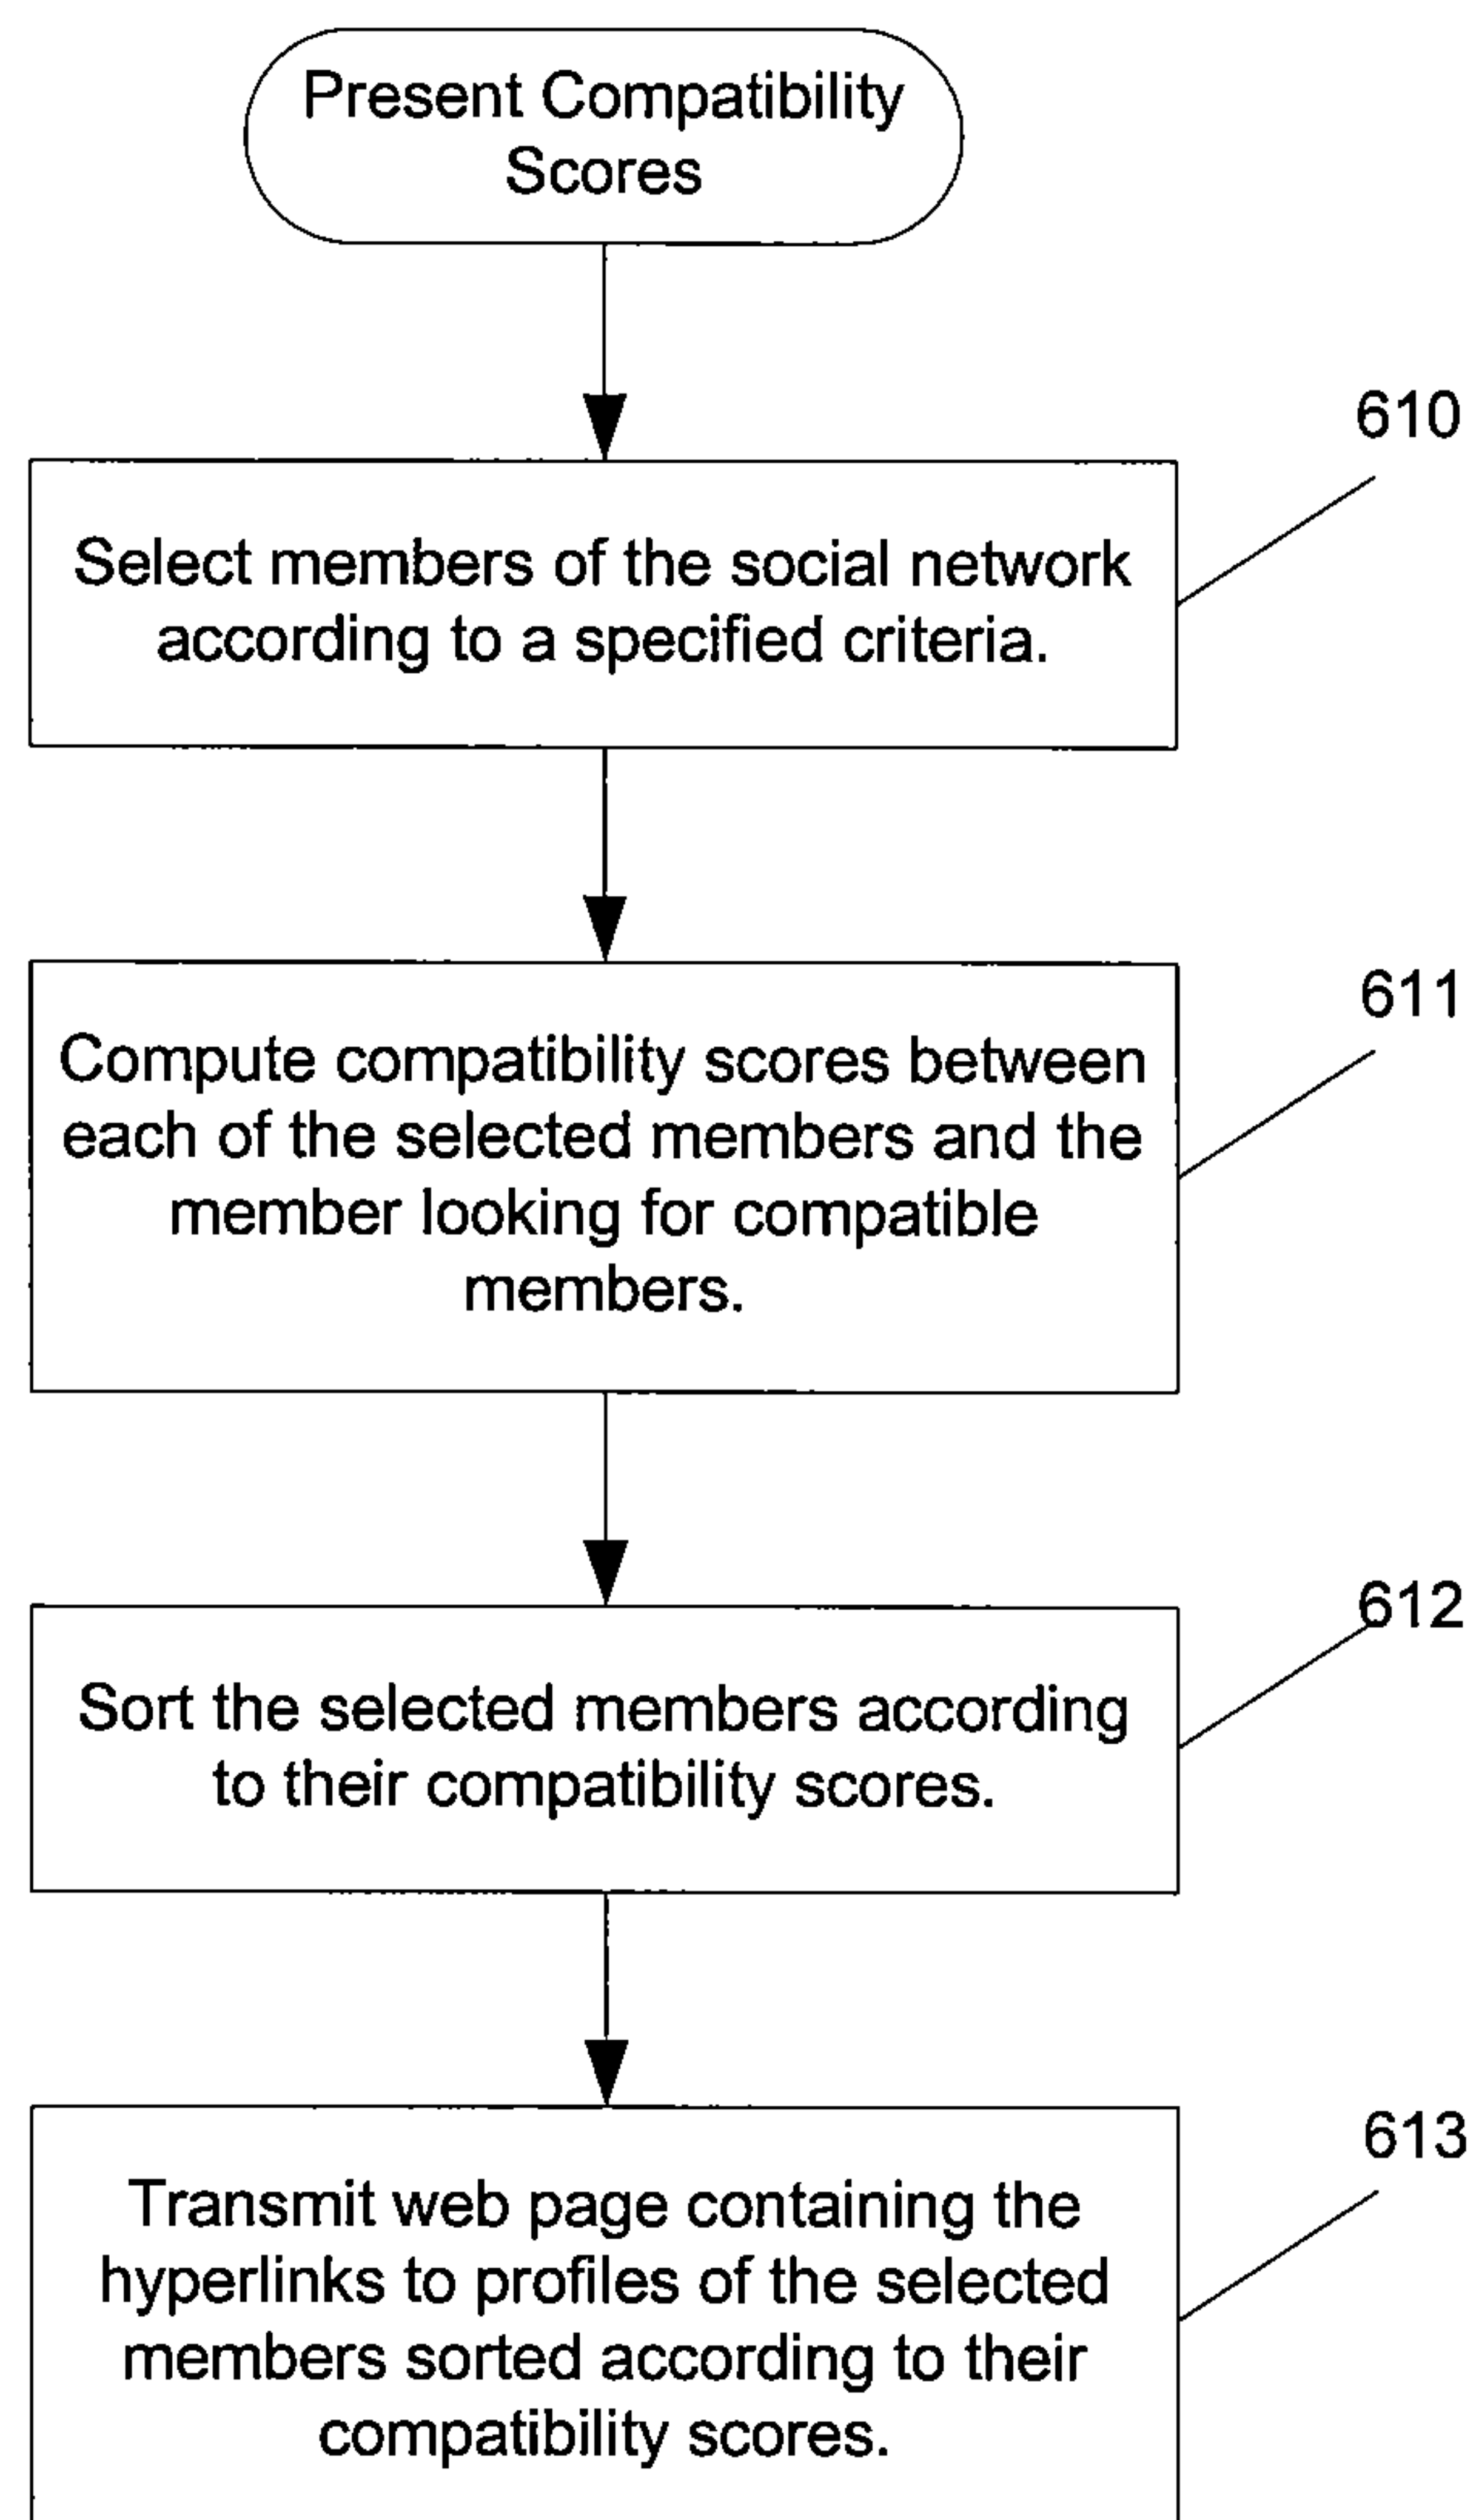 Present Compatibility
Scores
610
Select members of the social network
according to a specified criteria.
611
Compute compatibility scores between
each of the selected members and the
member looking for compatible
members.
612
Sort the selected members according
to their compatibility scores.
613
Transmit web page containing the
hyperlinks to profiles of the selected
members sorted according to their
compatibility scores.